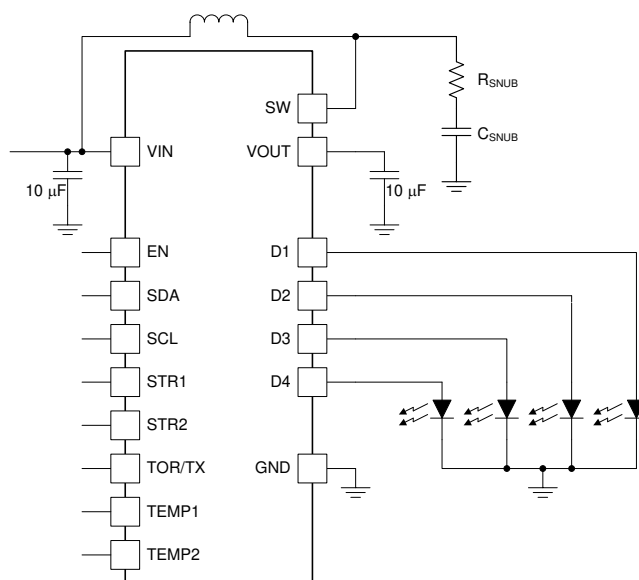 SW
R_SNUB
C_SNUB
VIN
VOUT
10 µF
10 µF
EN
D1
SDA
D2
SCL
D3
STR1
D4
STR2
TOR/TX
GND
TEMP1
TEMP2